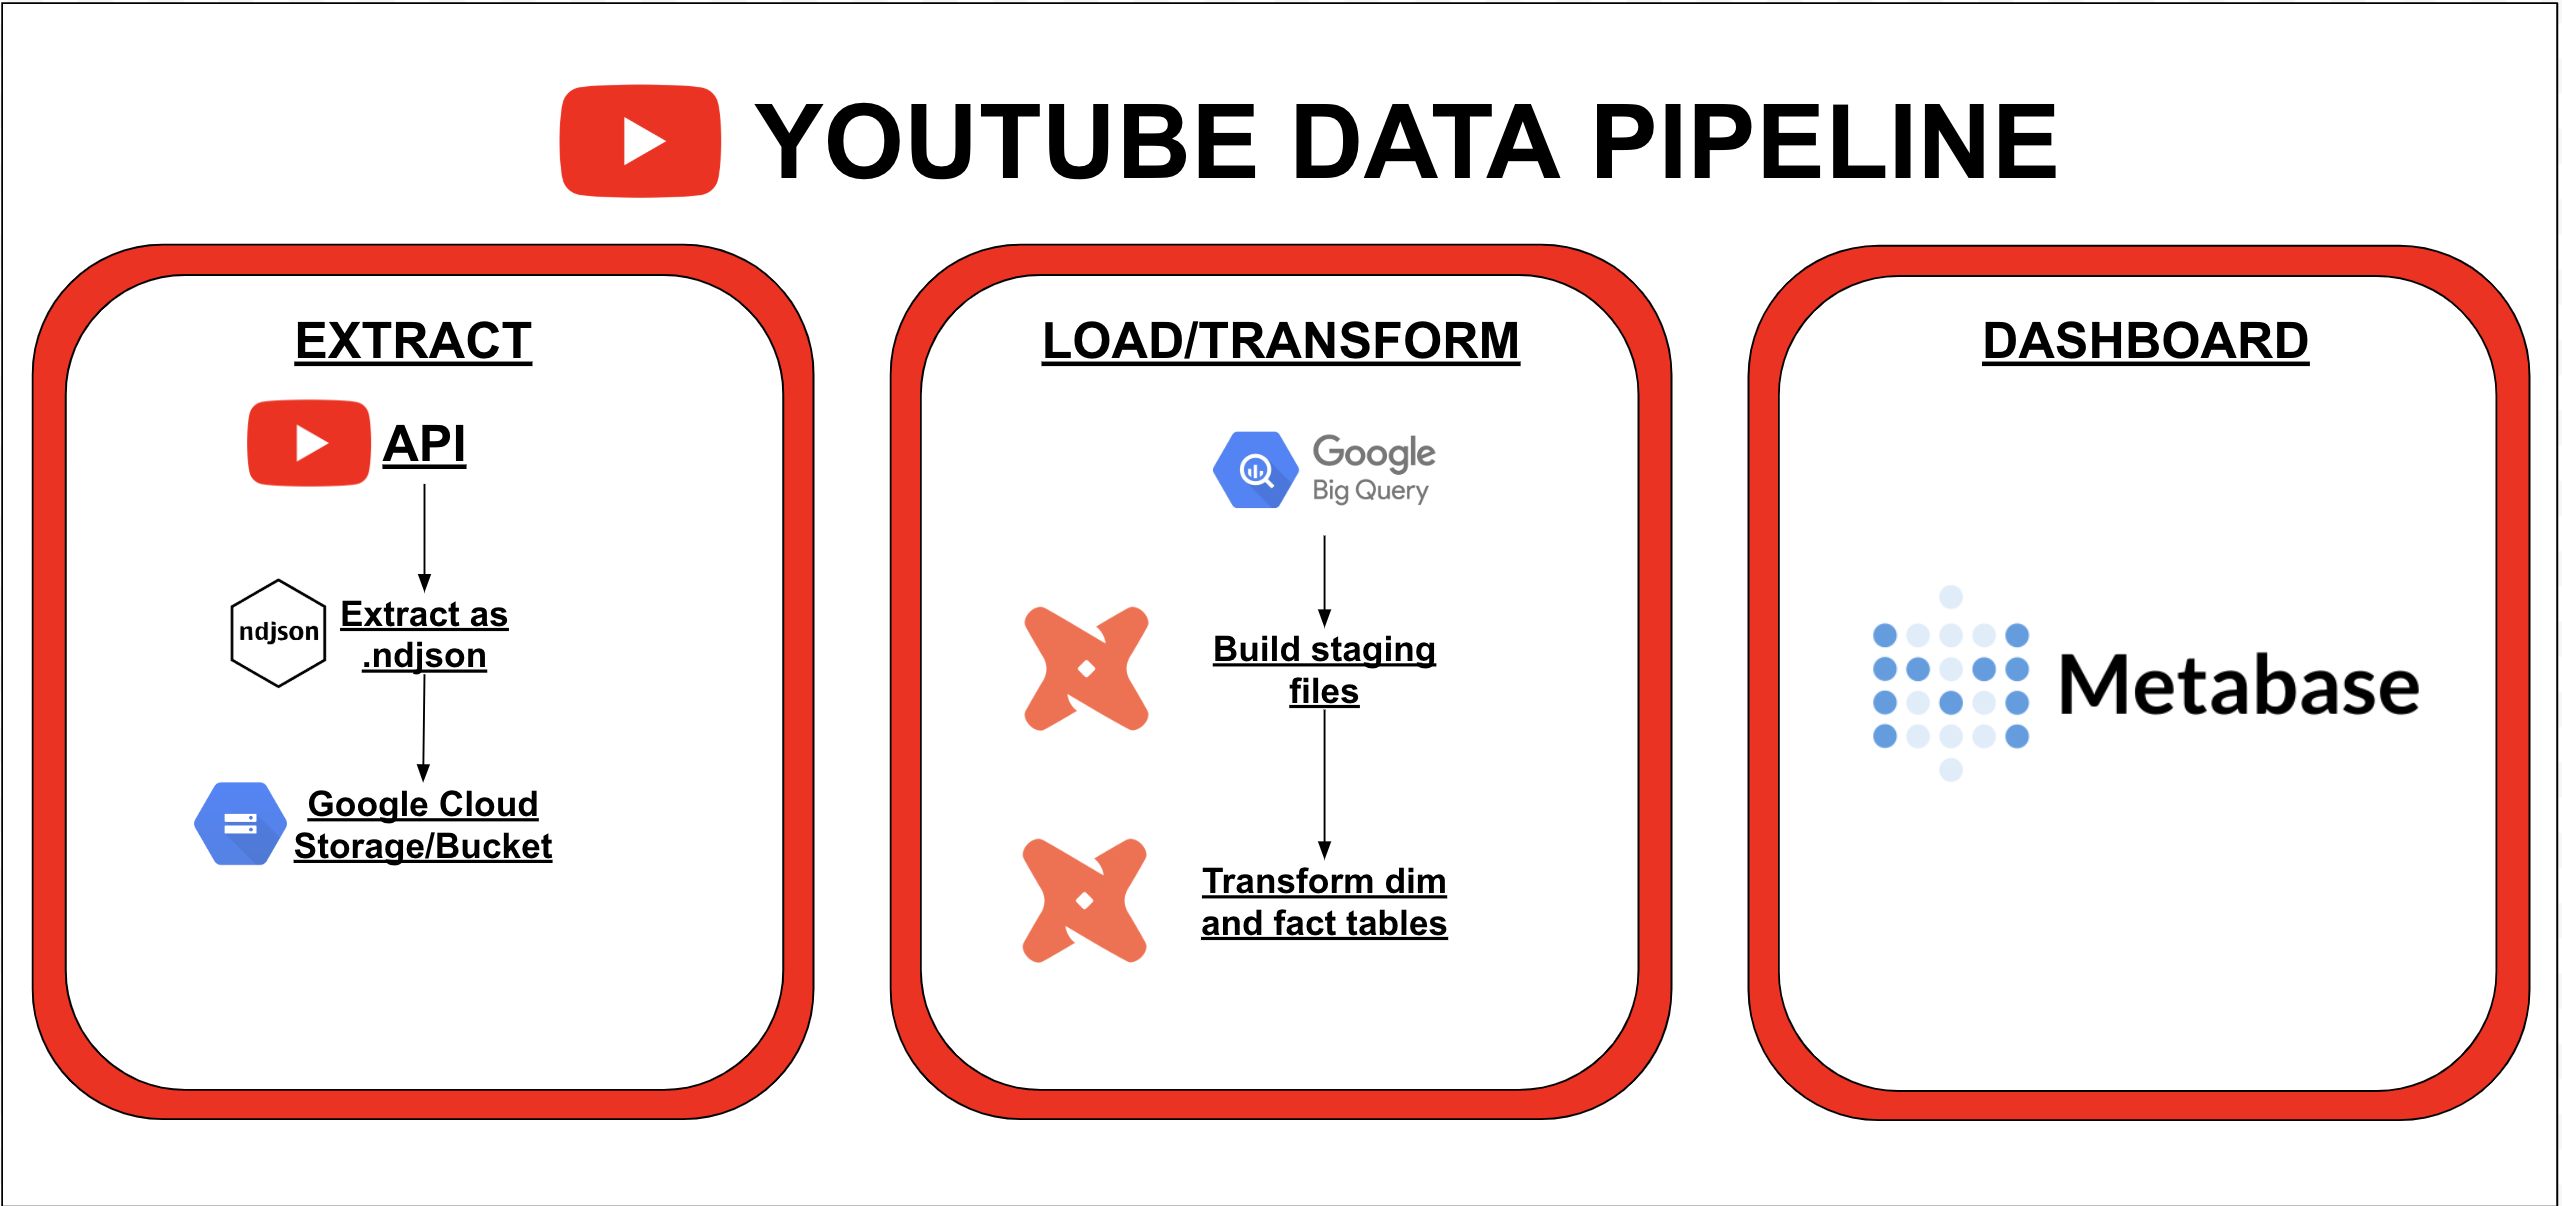 YOUTUBE DATA PIPELINE
EXTRACT
API
ndjson
Extract as
.ndjson
Google Cloud
Storage/Bucket
LOAD/TRANSFORM
Google
Big Query
Build staging
files
Transform dim
and fact tables
DASHBOARD
Metabase